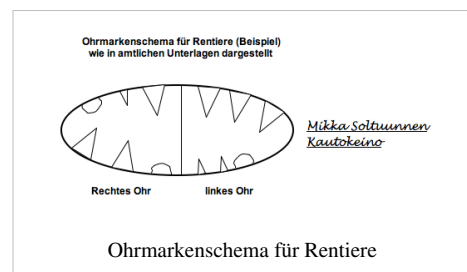 Ohrmarkenschema für Rentiere (Beispiel)
wie in amtlichen Unterlagen dargestellt
Mikka Soltuunnen
Kautokeino
Rechtes Ohr
linkes Ohr
Ohrmarkenschema für Rentiere